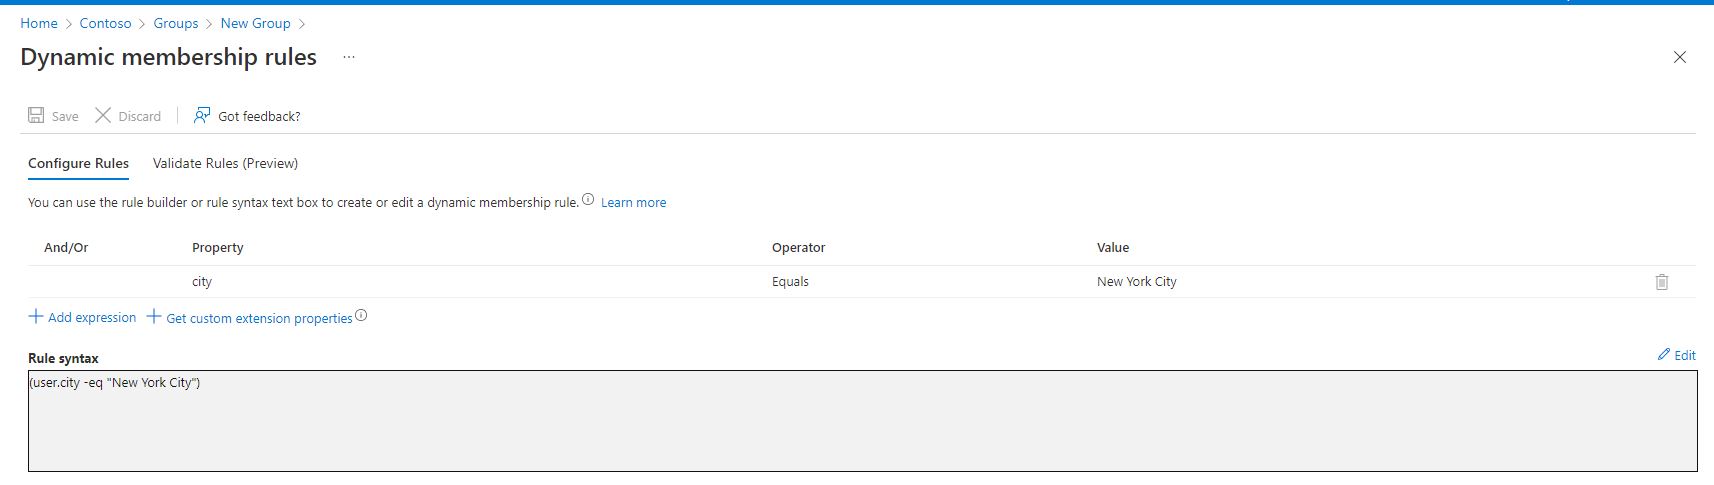 Home > Contoso > Groups > New Group >
Dynamic membership rules ...
Save Discard Got feedback?
Configure Rules Validate Rules (Preview)
You can use the rule builder or rule syntax text box to create or edit a dynamic membership rule. Learn more
And/Or Property Operator Value
city Equals New York City
+ Add expression + Get custom extension properties
Rule syntax Edit
(user.city -eq "New York City")